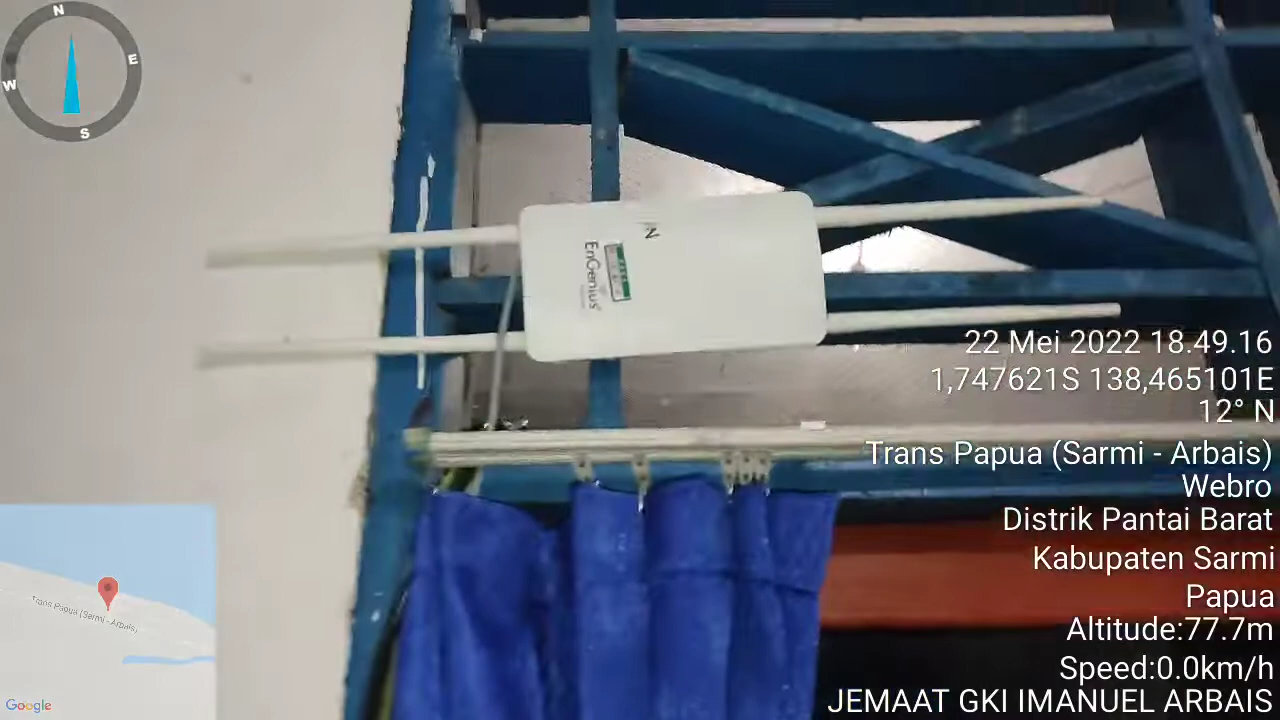 N
E
W
S
EnGenius
22 Mei 2022 18.49.16
1,747621S 138,465101E
12° N
Trans Papua (Sarmi - Arbais)
Webro
Distrik Pantai Barat
Kabupaten Sarmi
Papua
Altitude:77.7m
Speed:0.0km/h
JEMAAT GKI IMANUEL ARBAIS
Trans Papua (Sarmi - Arbais)
Google